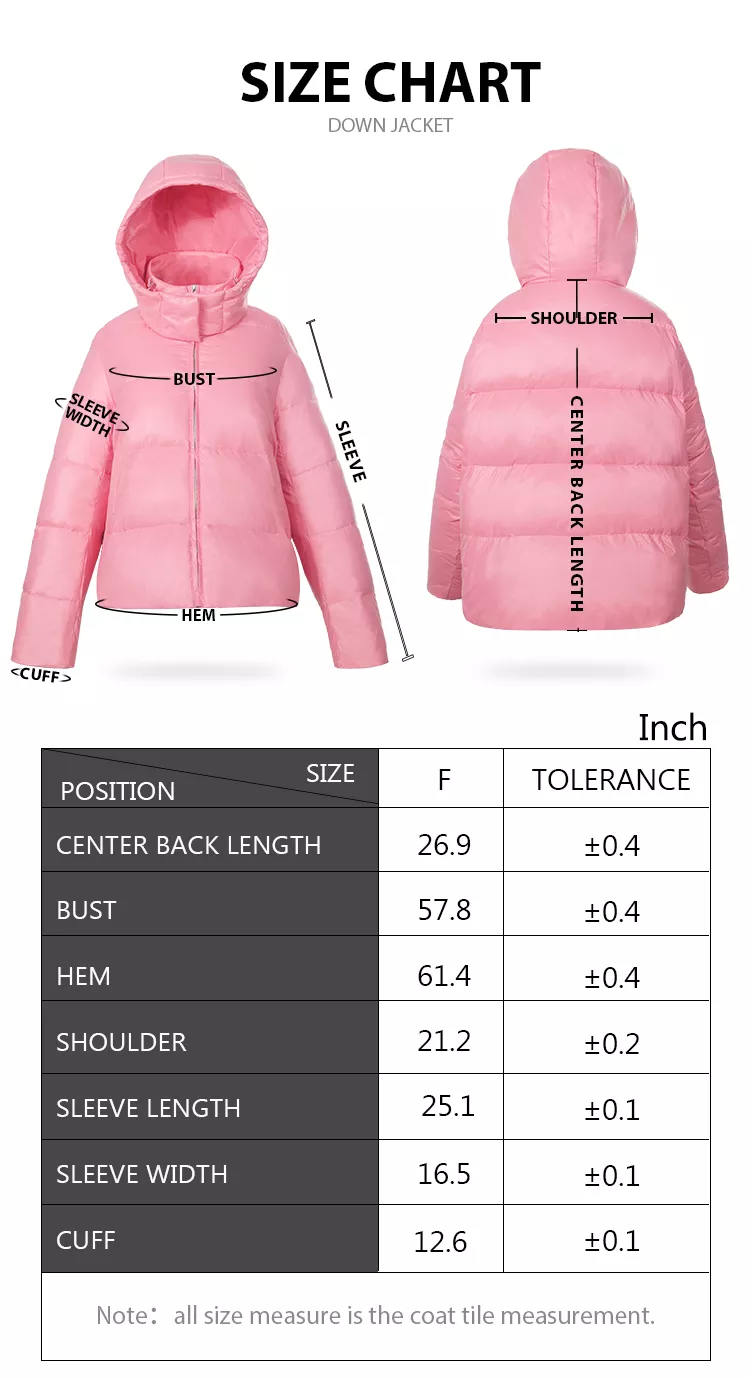 SIZE CHART
DOWN JACKET
BUST
SLEEVE
WIDTH
SLEEVE
HEM
CUFF
SHOULDER
CENTER BACK LENGTH
Inch
SIZE
POSITION
F
TOLERANCE
CENTER BACK LENGTH 26.9 ±0.4
BUST 57.8 ±0.4
HEM 61.4 ±0.4
SHOULDER 21.2 ±0.2
SLEEVE LENGTH 25.1 ±0.1
SLEEVE WIDTH 16.5 ±0.1
CUFF 12.6 ±0.1
Note：all size measure is the coat tile measurement.